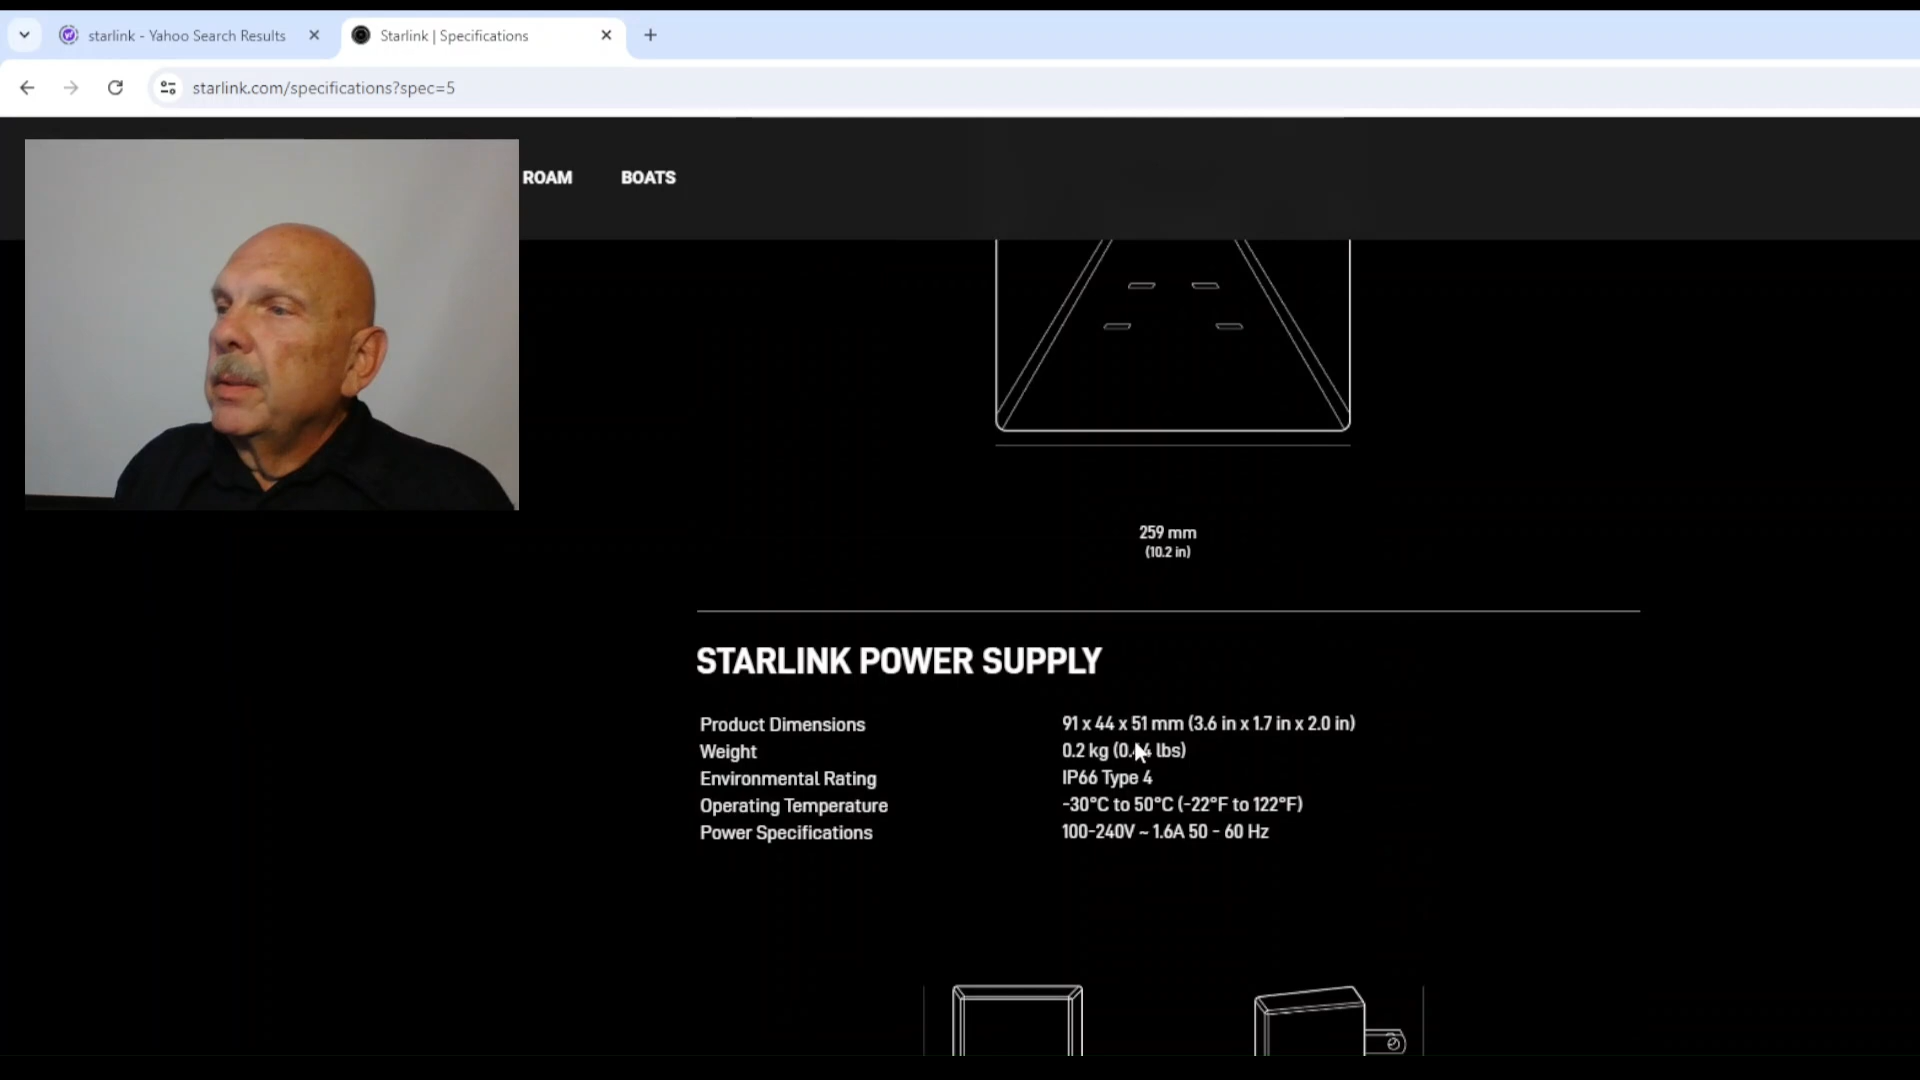 starlink - Yahoo Search Results
Starlink | Specifications
starlink.com/specifications?spec=5
ROAM BOATS
259 mm
(10.2 in)
STARLINK POWER SUPPLY
Product Dimensions 91 x 44 x 51 mm (3.6 in x 1.7 in x 2.0 in)
Weight 0.2 kg lbs)
Environmental Rating IP66 Type 4
Operating Temperature -30°C to 50°C (-22°F to 122°F)
Power Specifications 100-240V ~ 1.6A 50 - 60 Hz